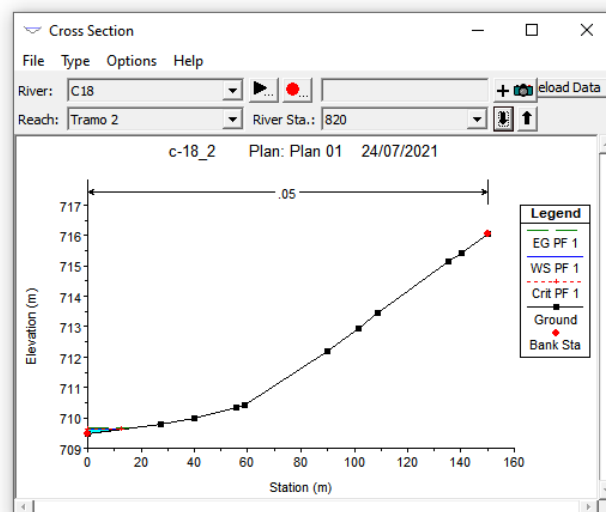 Cross Section
File Type Options Help
River: C18 ... ... + eload Data
Reach: Tramo 2 River Sta.: 820
c-18_2 Plan: Plan 01 24/07/2021
.05
717
716
715
714
713
712
711
710
709
Elevation (m)
0 20 40 60 80 100 120 140 160
Station (m)
Legend
EG PF 1
WS PF 1
Crit PF 1
Ground
Bank Sta